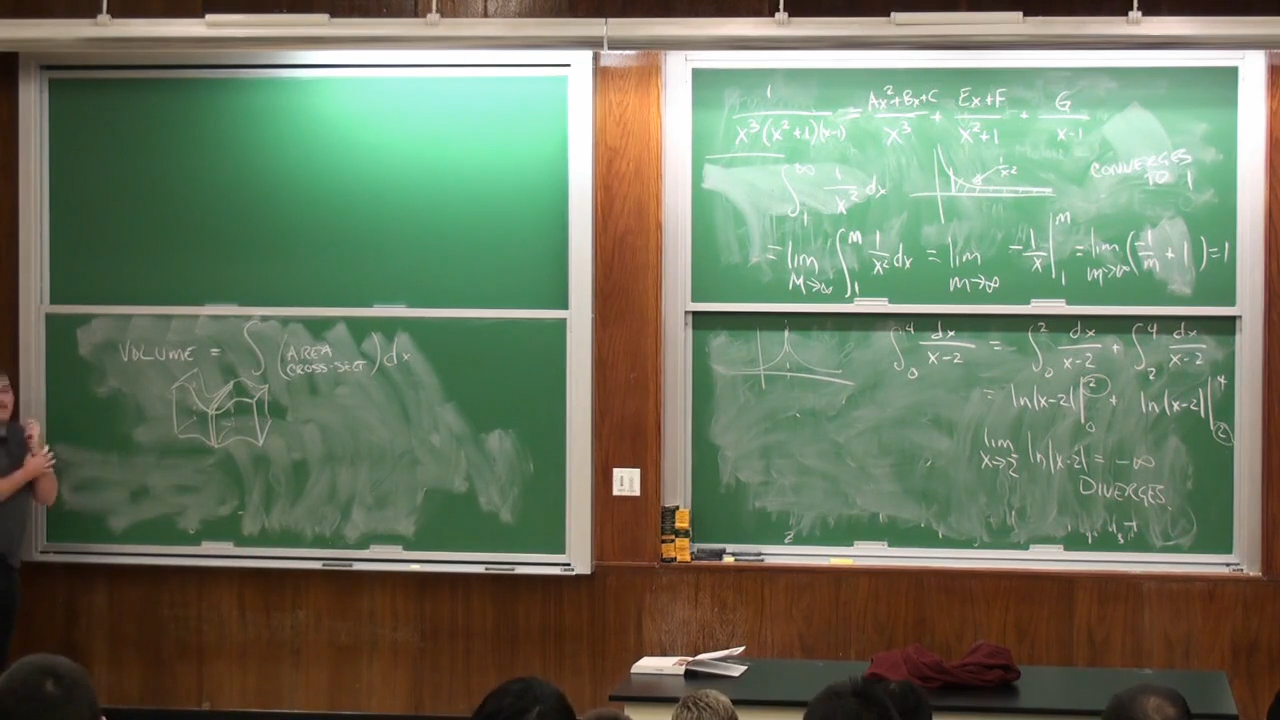 VOLUME = ∫ (AREA CROSS-SECT) dx
1/(x³(x²+1)(x-1)) = (Ax²+Bx+C)/x³ + (Ex+F)/(x²+1) + G/(x-1)
∫₁^∞ 1/x² dx
1/x²
CONVERGES TO 1
= lim M→∞ ∫₁^M 1/x² dx = lim m→∞ -1/x |₁^m = lim m→∞ (-1/m + 1) = 1
∫₀⁴ dx/(x-2) = ∫₀² dx/(x-2) + ∫₂⁴ dx/(x-2)
= ln|x-2| |₀² + ln|x-2| |₂⁴
lim x→2 ln|x-2| = -∞
DIVERGES